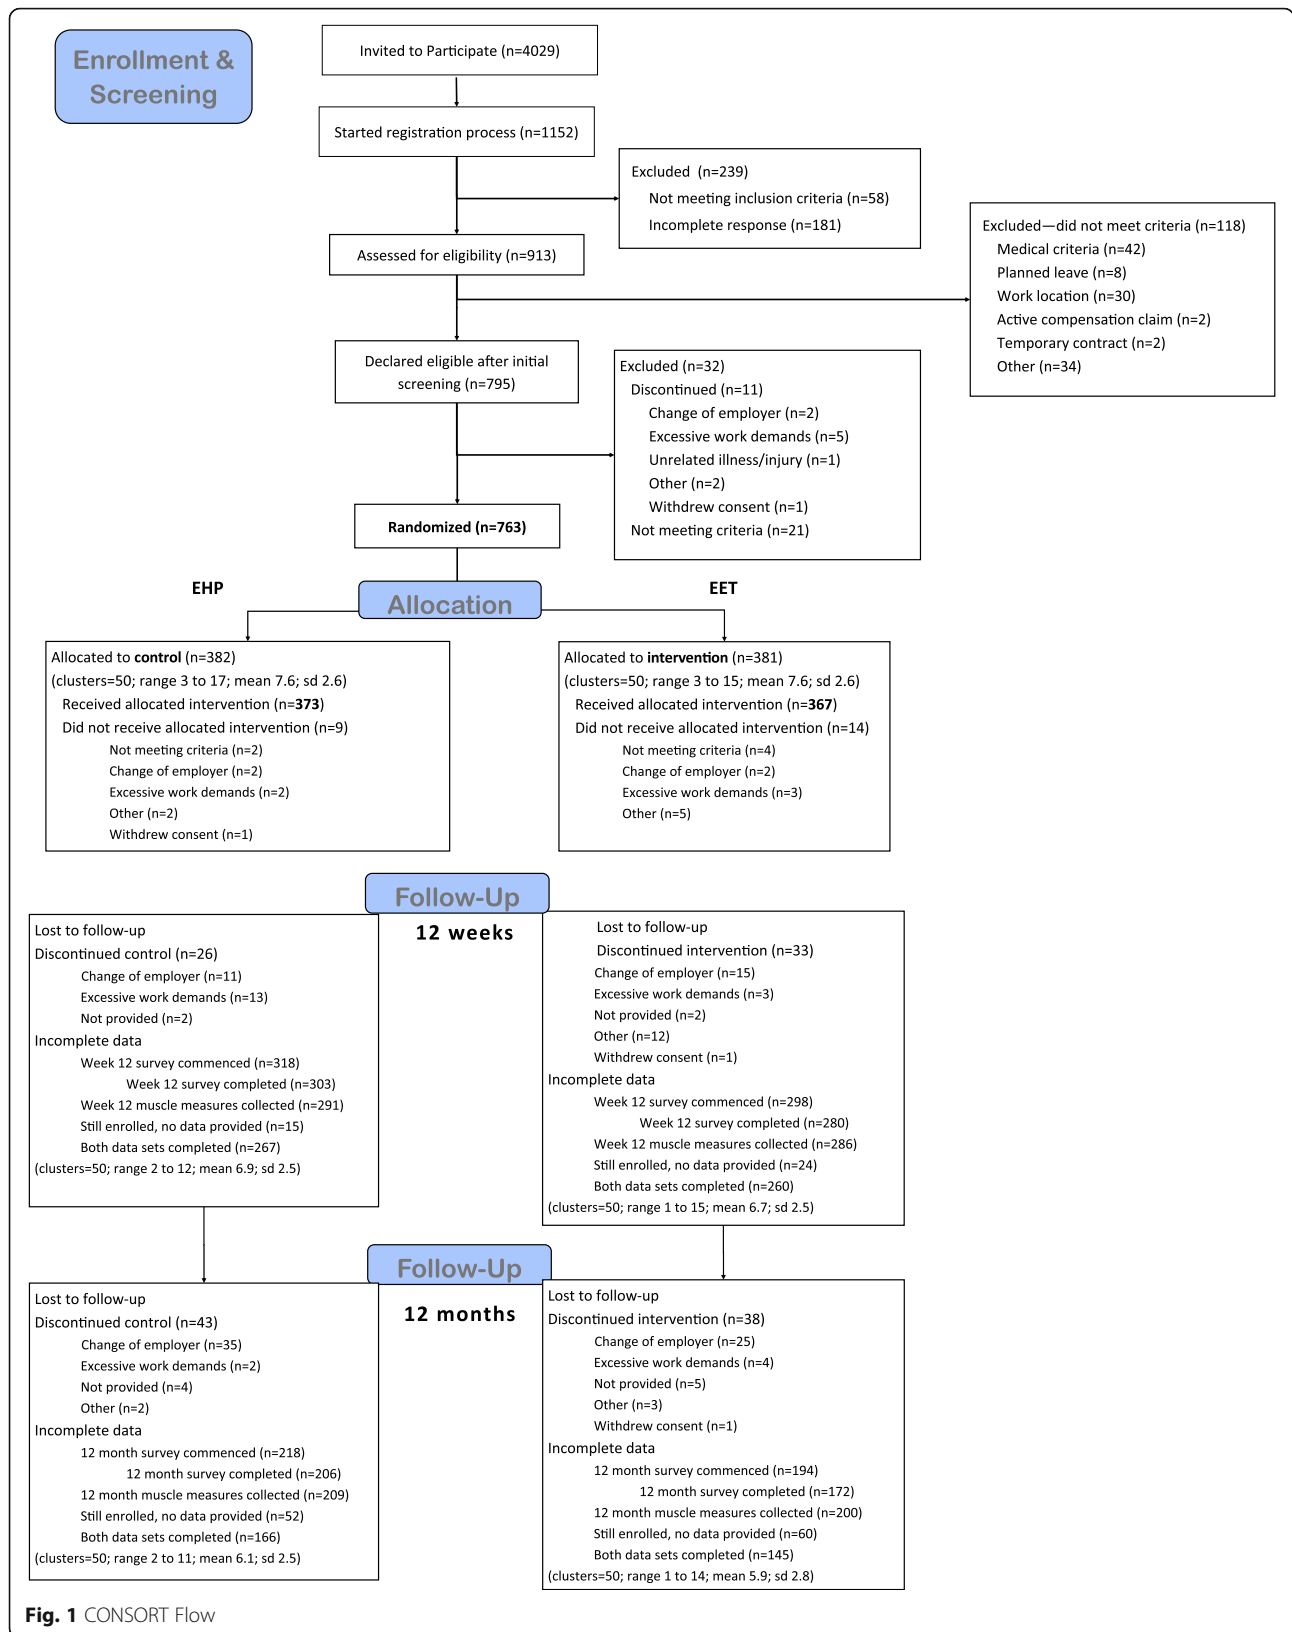 Enrollment &
Screening
Invited to Participate (n=4029)
Started registration process (n=1152)
Excluded (n=239)
Not meeting inclusion criteria (n=58)
Incomplete response (n=181)
Assessed for eligibility (n=913)
Excluded—did not meet criteria (n=118)
Medical criteria (n=42)
Planned leave (n=8)
Work location (n=30)
Active compensation claim (n=2)
Temporary contract (n=2)
Other (n=34)
Declared eligible after initial
screening (n=795)
Excluded (n=32)
Discontinued (n=11)
Change of employer (n=2)
Excessive work demands (n=5)
Unrelated illness/injury (n=1)
Other (n=2)
Withdrew consent (n=1)
Not meeting criteria (n=21)
Randomized (n=763)
EHP
EET
Allocation
Allocated to control (n=382)
(clusters=50; range 3 to 17; mean 7.6; sd 2.6)
Received allocated intervention (n=373)
Did not receive allocated intervention (n=9)
Not meeting criteria (n=2)
Change of employer (n=2)
Excessive work demands (n=2)
Other (n=2)
Withdrew consent (n=1)
Allocated to intervention (n=381)
(clusters=50; range 3 to 15; mean 7.6; sd 2.6)
Received allocated intervention (n=367)
Did not receive allocated intervention (n=14)
Not meeting criteria (n=4)
Change of employer (n=2)
Excessive work demands (n=3)
Other (n=5)
Follow-Up
12 weeks
Lost to follow-up
Discontinued control (n=26)
Change of employer (n=11)
Excessive work demands (n=13)
Not provided (n=2)
Incomplete data
Week 12 survey commenced (n=318)
Week 12 survey completed (n=303)
Week 12 muscle measures collected (n=291)
Still enrolled, no data provided (n=15)
Both data sets completed (n=267)
(clusters=50; range 2 to 12; mean 6.9; sd 2.5)
Lost to follow-up
Discontinued intervention (n=33)
Change of employer (n=15)
Excessive work demands (n=3)
Not provided (n=2)
Other (n=12)
Withdrew consent (n=1)
Incomplete data
Week 12 survey commenced (n=298)
Week 12 survey completed (n=280)
Week 12 muscle measures collected (n=286)
Still enrolled, no data provided (n=24)
Both data sets completed (n=260)
(clusters=50; range 1 to 15; mean 6.7; sd 2.5)
Follow-Up
12 months
Lost to follow-up
Discontinued control (n=43)
Change of employer (n=35)
Excessive work demands (n=2)
Not provided (n=4)
Other (n=2)
Incomplete data
12 month survey commenced (n=218)
12 month survey completed (n=206)
12 month muscle measures collected (n=209)
Still enrolled, no data provided (n=52)
Both data sets completed (n=166)
(clusters=50; range 2 to 11; mean 6.1; sd 2.5)
Lost to follow-up
Discontinued intervention (n=38)
Change of employer (n=25)
Excessive work demands (n=4)
Not provided (n=5)
Other (n=3)
Withdrew consent (n=1)
Incomplete data
12 month survey commenced (n=194)
12 month survey completed (n=172)
12 month muscle measures collected (n=200)
Still enrolled, no data provided (n=60)
Both data sets completed (n=145)
(clusters=50; range 1 to 14; mean 5.9; sd 2.8)
Fig. 1 CONSORT Flow